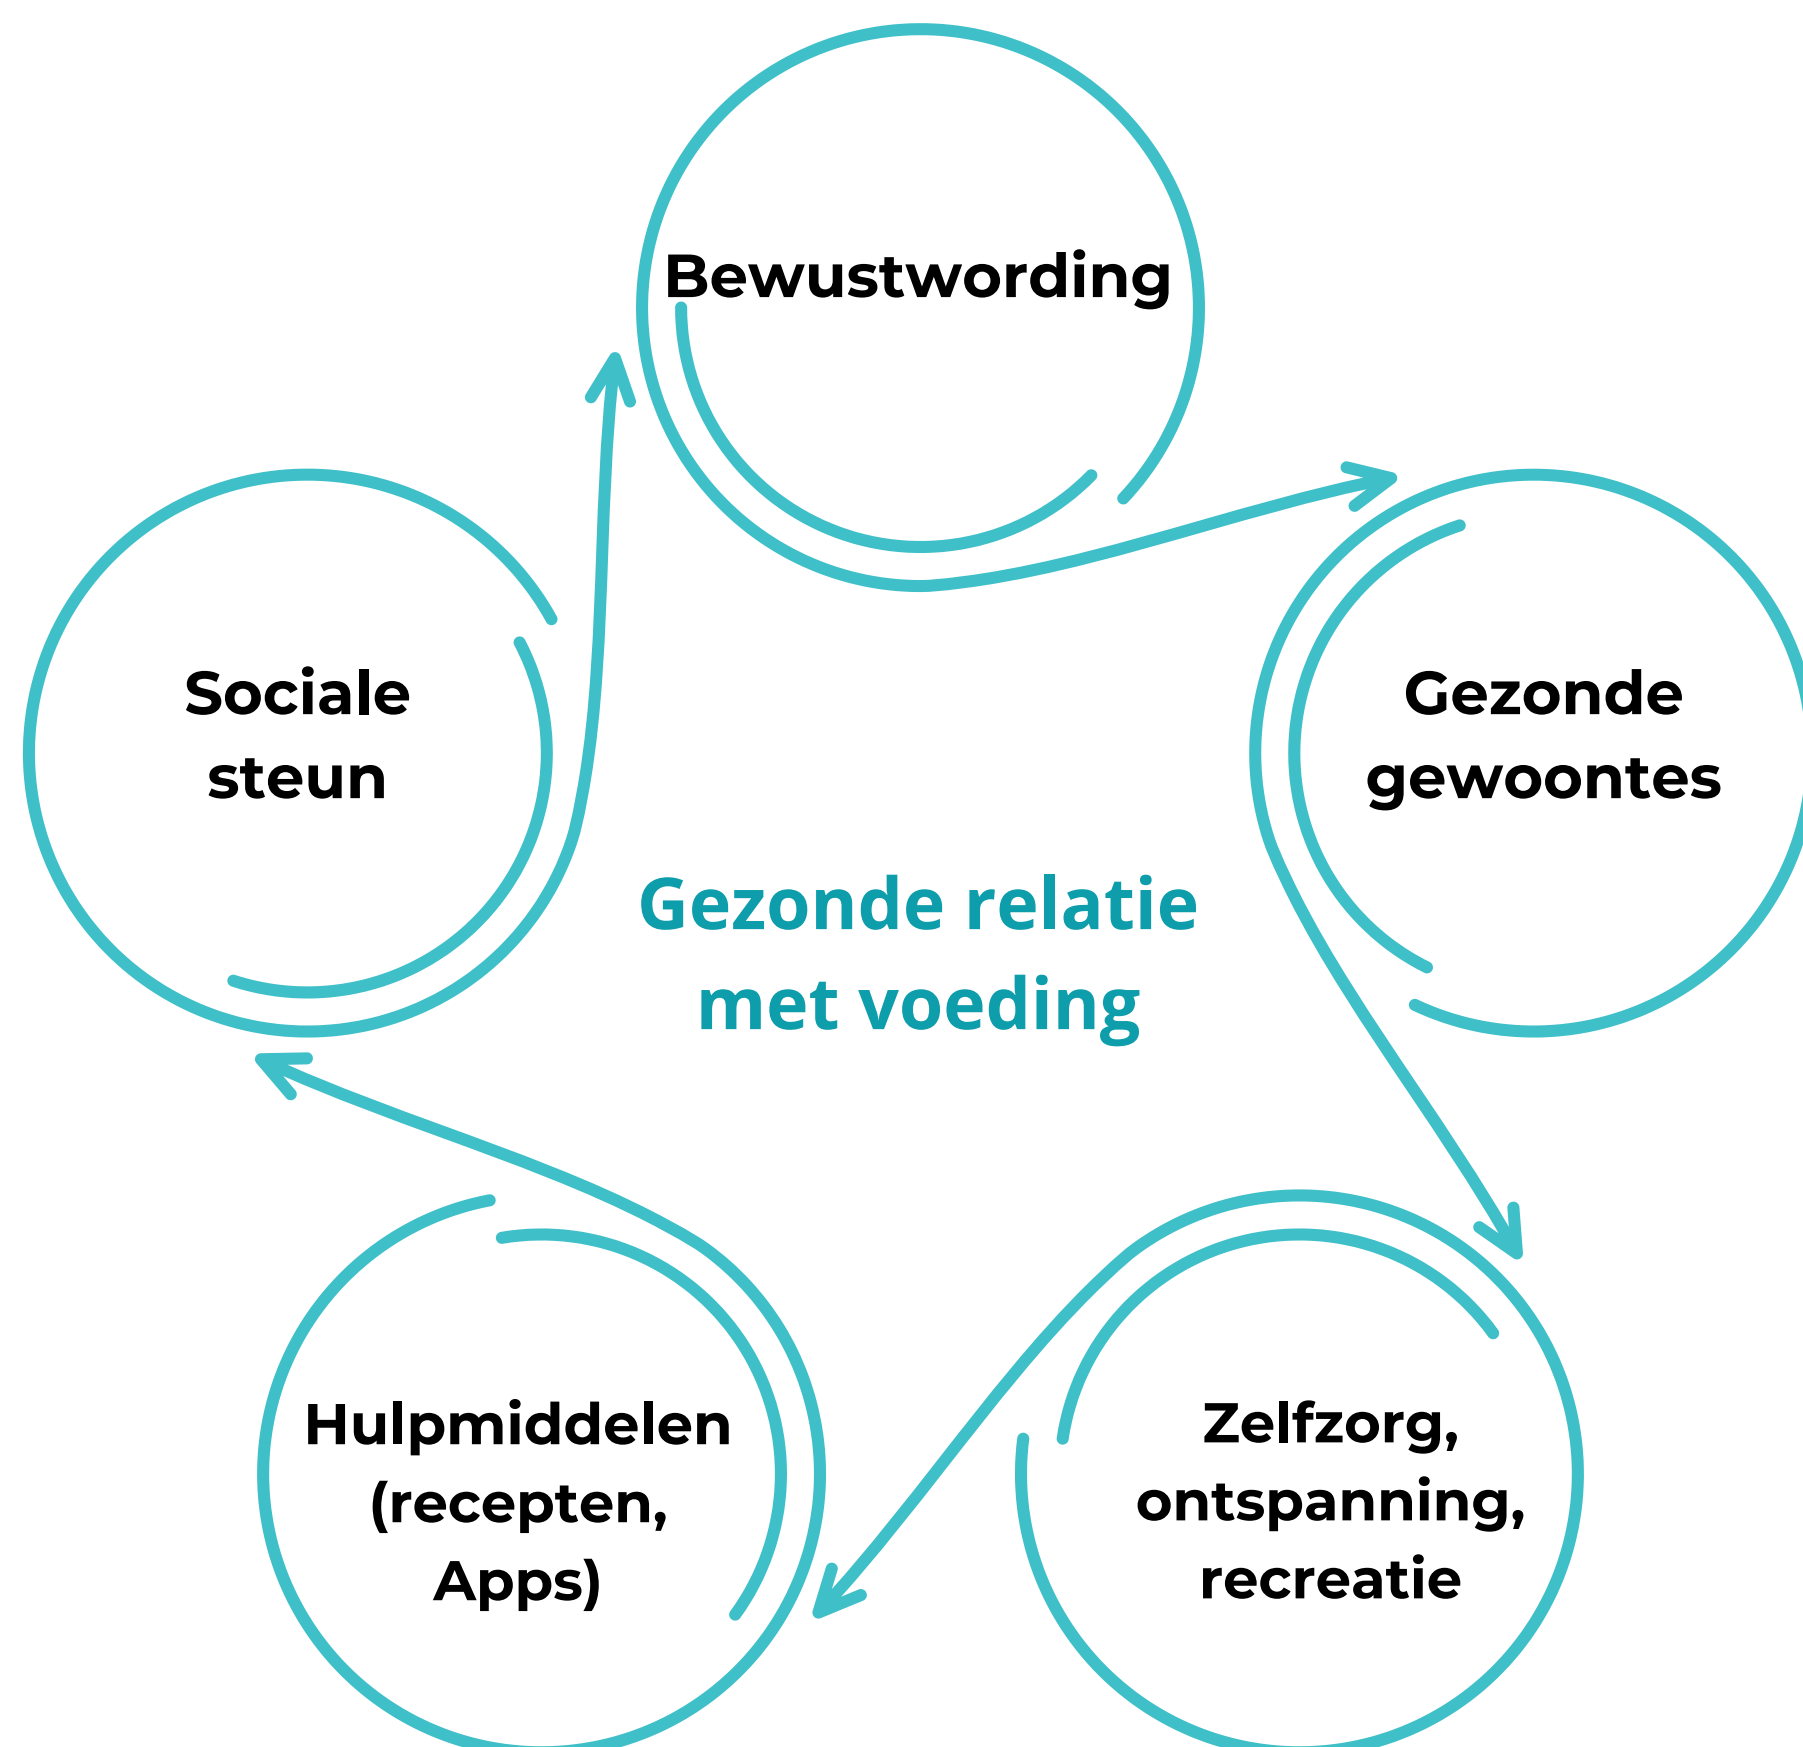 Bewustwording
Sociale
steun
Gezonde
gewoontes
Gezonde relatie
met voeding
Hulpmiddelen
(recepten,
Apps)
Zelfzorg,
ontspanning,
recreatie